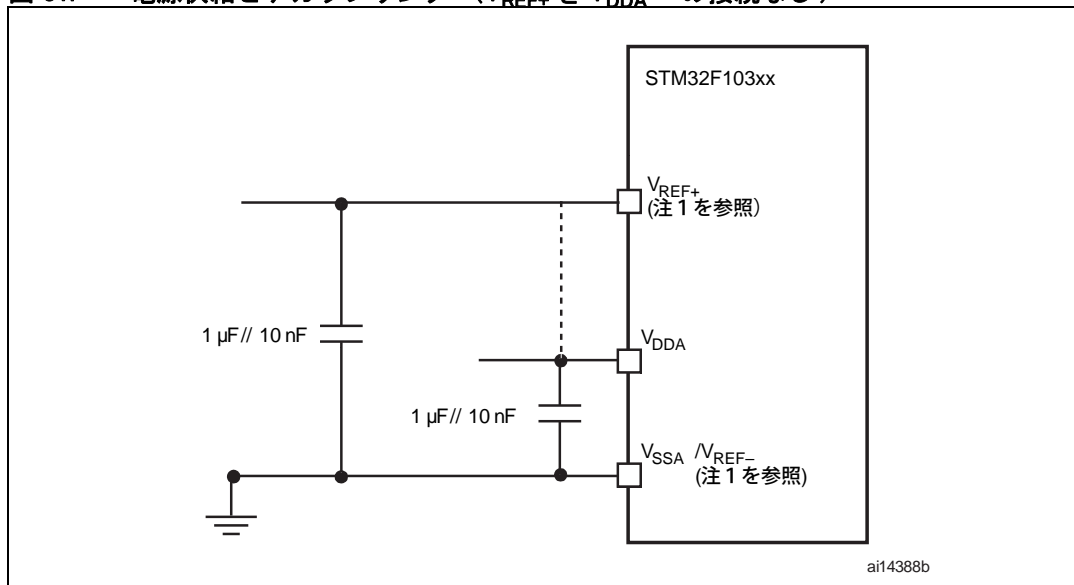 STM32F103xx
VREF+
(注1を参照)
1 µF// 10 nF
VDDA
1 µF// 10 nF
VSSA /VREF–
(注1を参照)
ai14388b